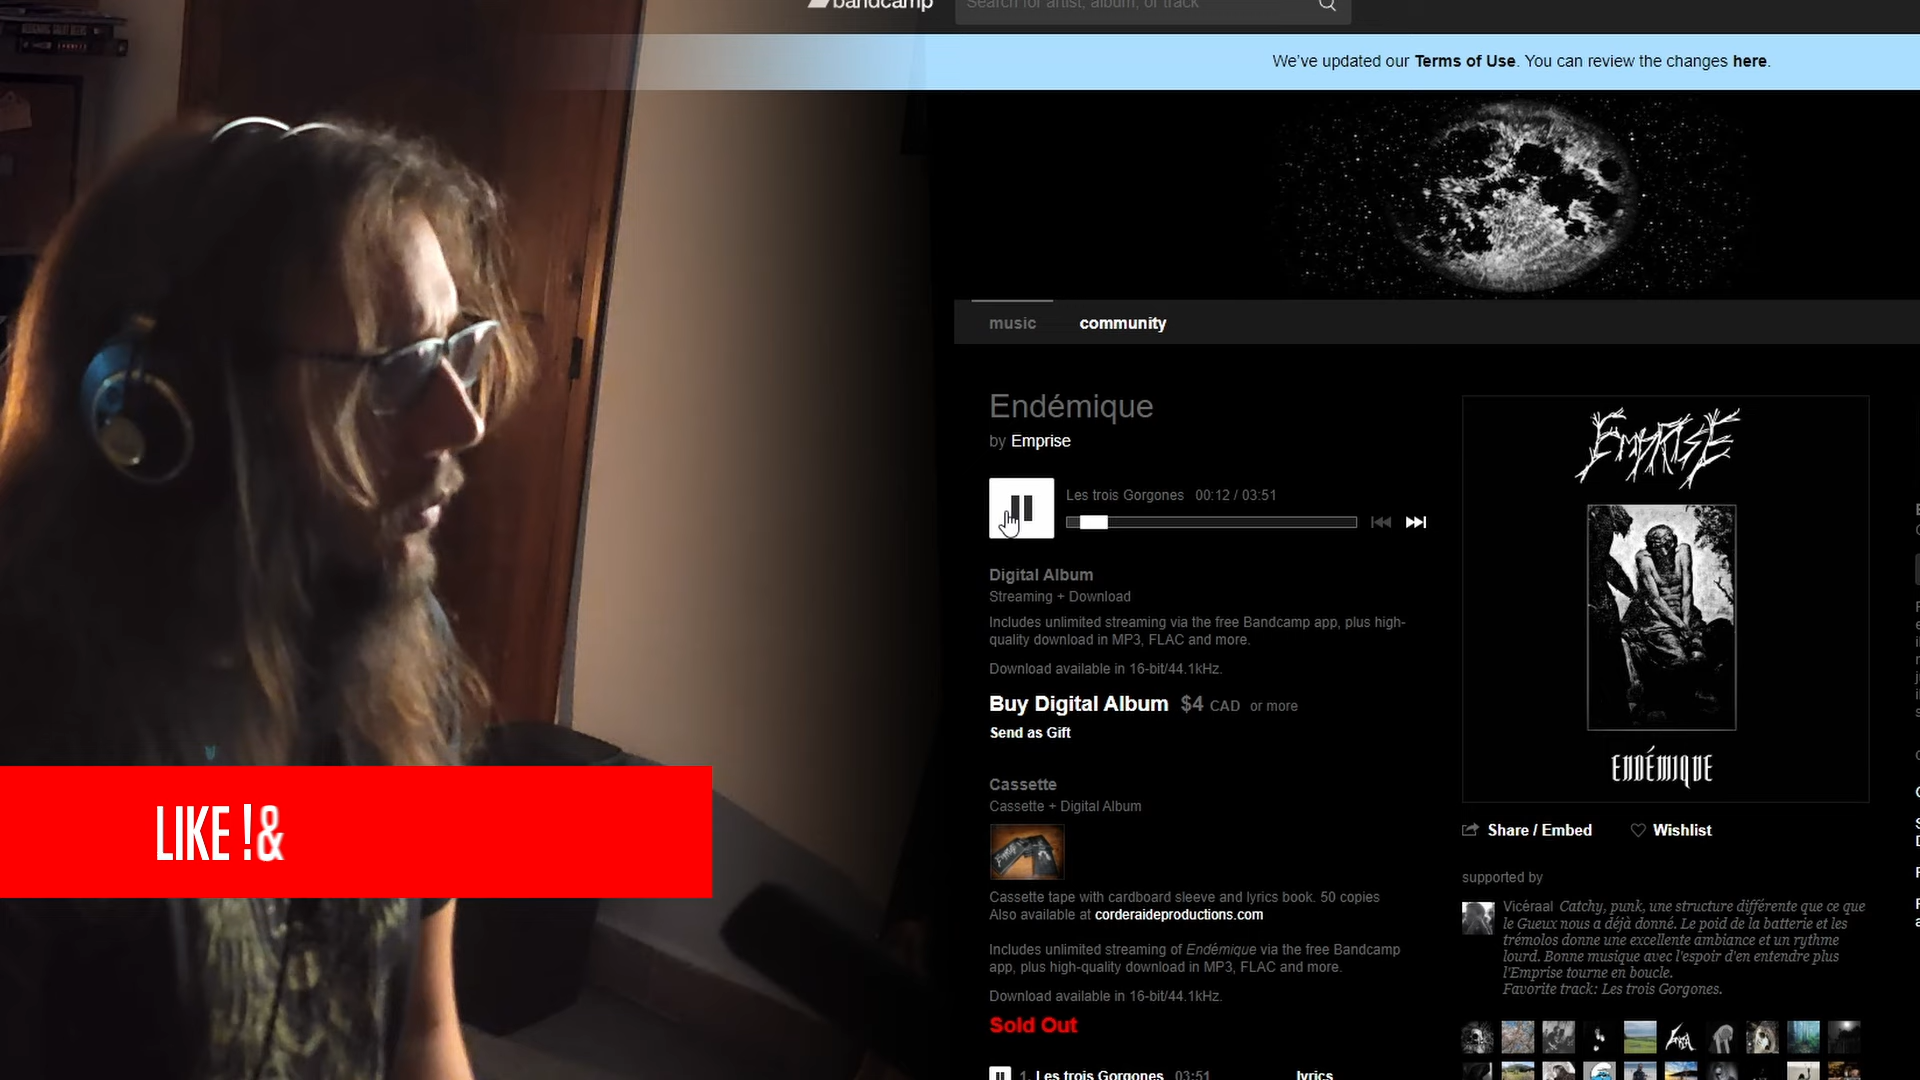 bandcamp
Search for artist, album, or track
We've updated our Terms of Use. You can review the changes here.
music community
Endémique
by Emprise
Les trois Gorgones 00:12 / 03:51
Digital Album
Streaming + Download
Includes unlimited streaming via the free Bandcamp app, plus high-
quality download in MP3, FLAC and more.
Download available in 16-bit/44.1kHz.
Buy Digital Album $4 CAD or more
Send as Gift
Cassette
Cassette + Digital Album
Cassette tape with cardboard sleeve and lyrics book. 50 copies
Also available at corderaideproductions.com
Includes unlimited streaming of Endémique via the free Bandcamp
app, plus high-quality download in MP3, FLAC and more.
Download available in 16-bit/44.1kHz.
Sold Out
1. Les trois Gorgones 03:51 lyrics
EMPRISE
ENDÉMIQUE
Share / Embed Wishlist
supported by
Vicéraal Catchy, punk, une structure différente que ce que
le Gueux nous a déjà donné. Le poid de la batterie et les
trémolos donne une excellente ambiance et un rythme
lourd. Bonne musique avec l'espoir d'en entendre plus
l'Emprise tourne en boucle.
Favorite track: Les trois Gorgones.
LIKE !&